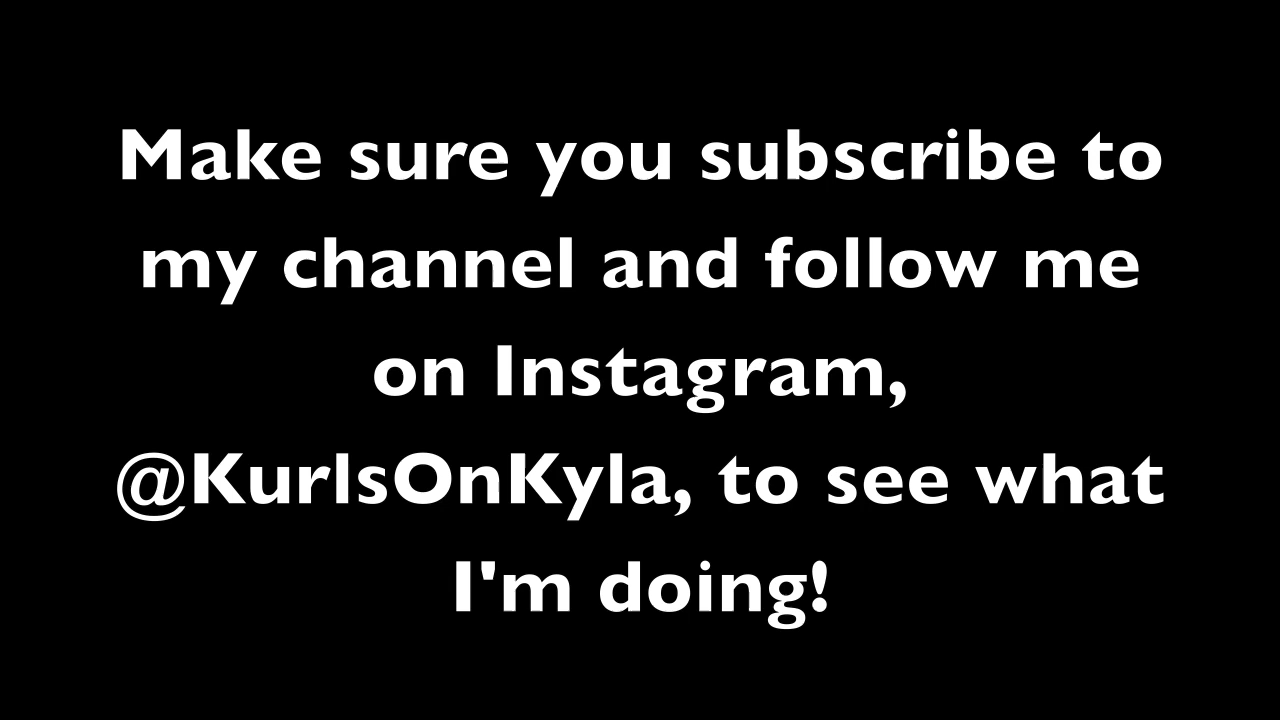 Make sure you subscribe to
my channel and follow me
on Instagram,
@KurlsOnKyla, to see what
I'm doing!